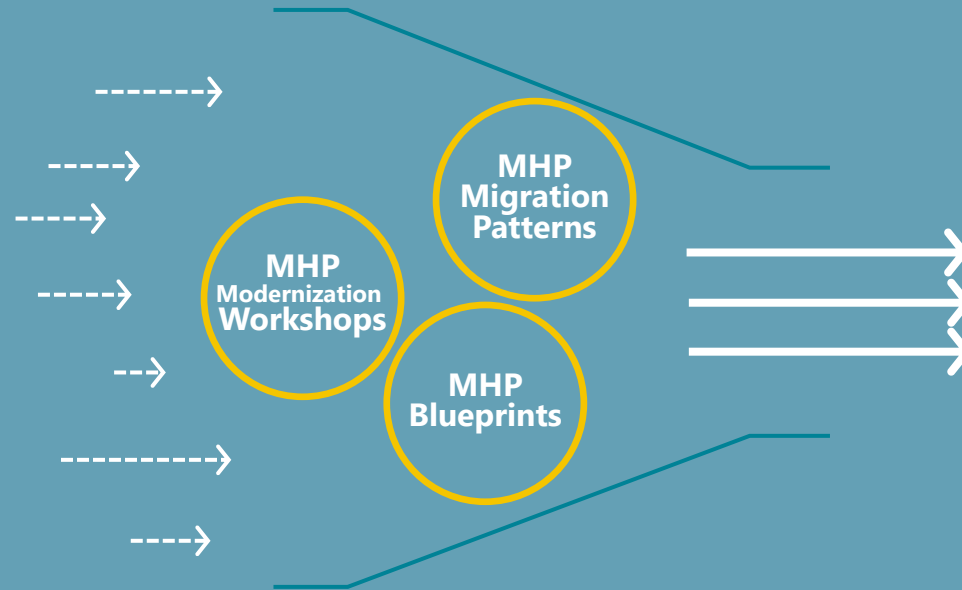 MHP
Migration
Patterns
MHP
Modernization
Workshops
MHP
Blueprints